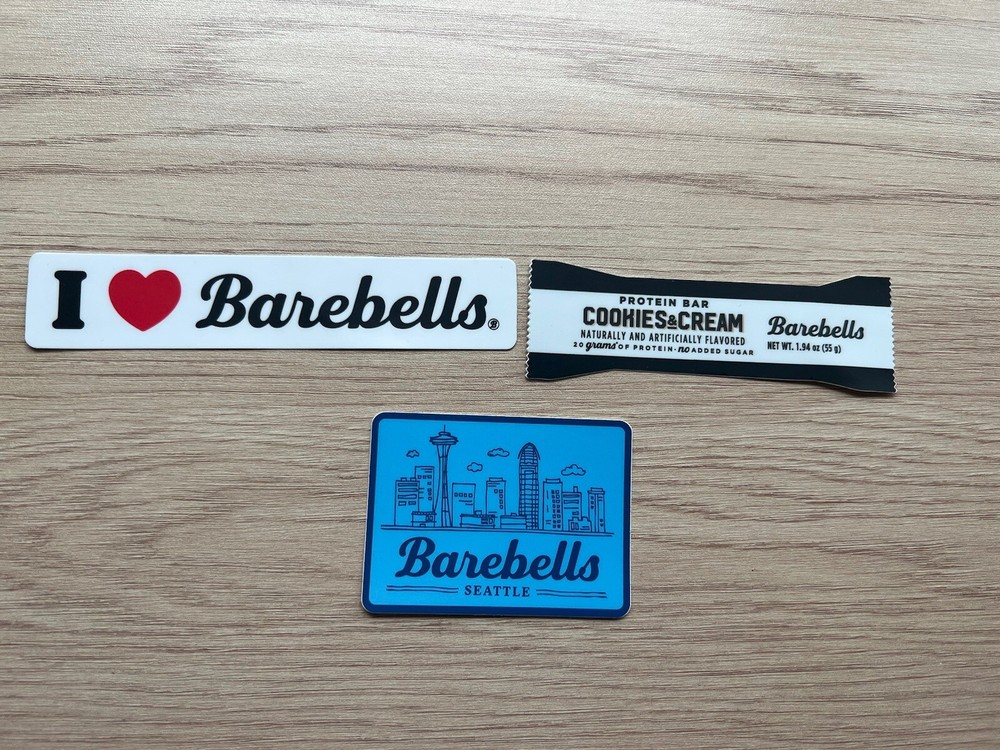 I ❤ Barebells®
PROTEIN BAR
COOKIES&CREAM
NATURALLY AND ARTIFICIALLY FLAVORED
20 grams OF PROTEIN - no ADDED SUGAR
Barebells
NET WT. 1.94 oz (55 g)
Barebells
SEATTLE